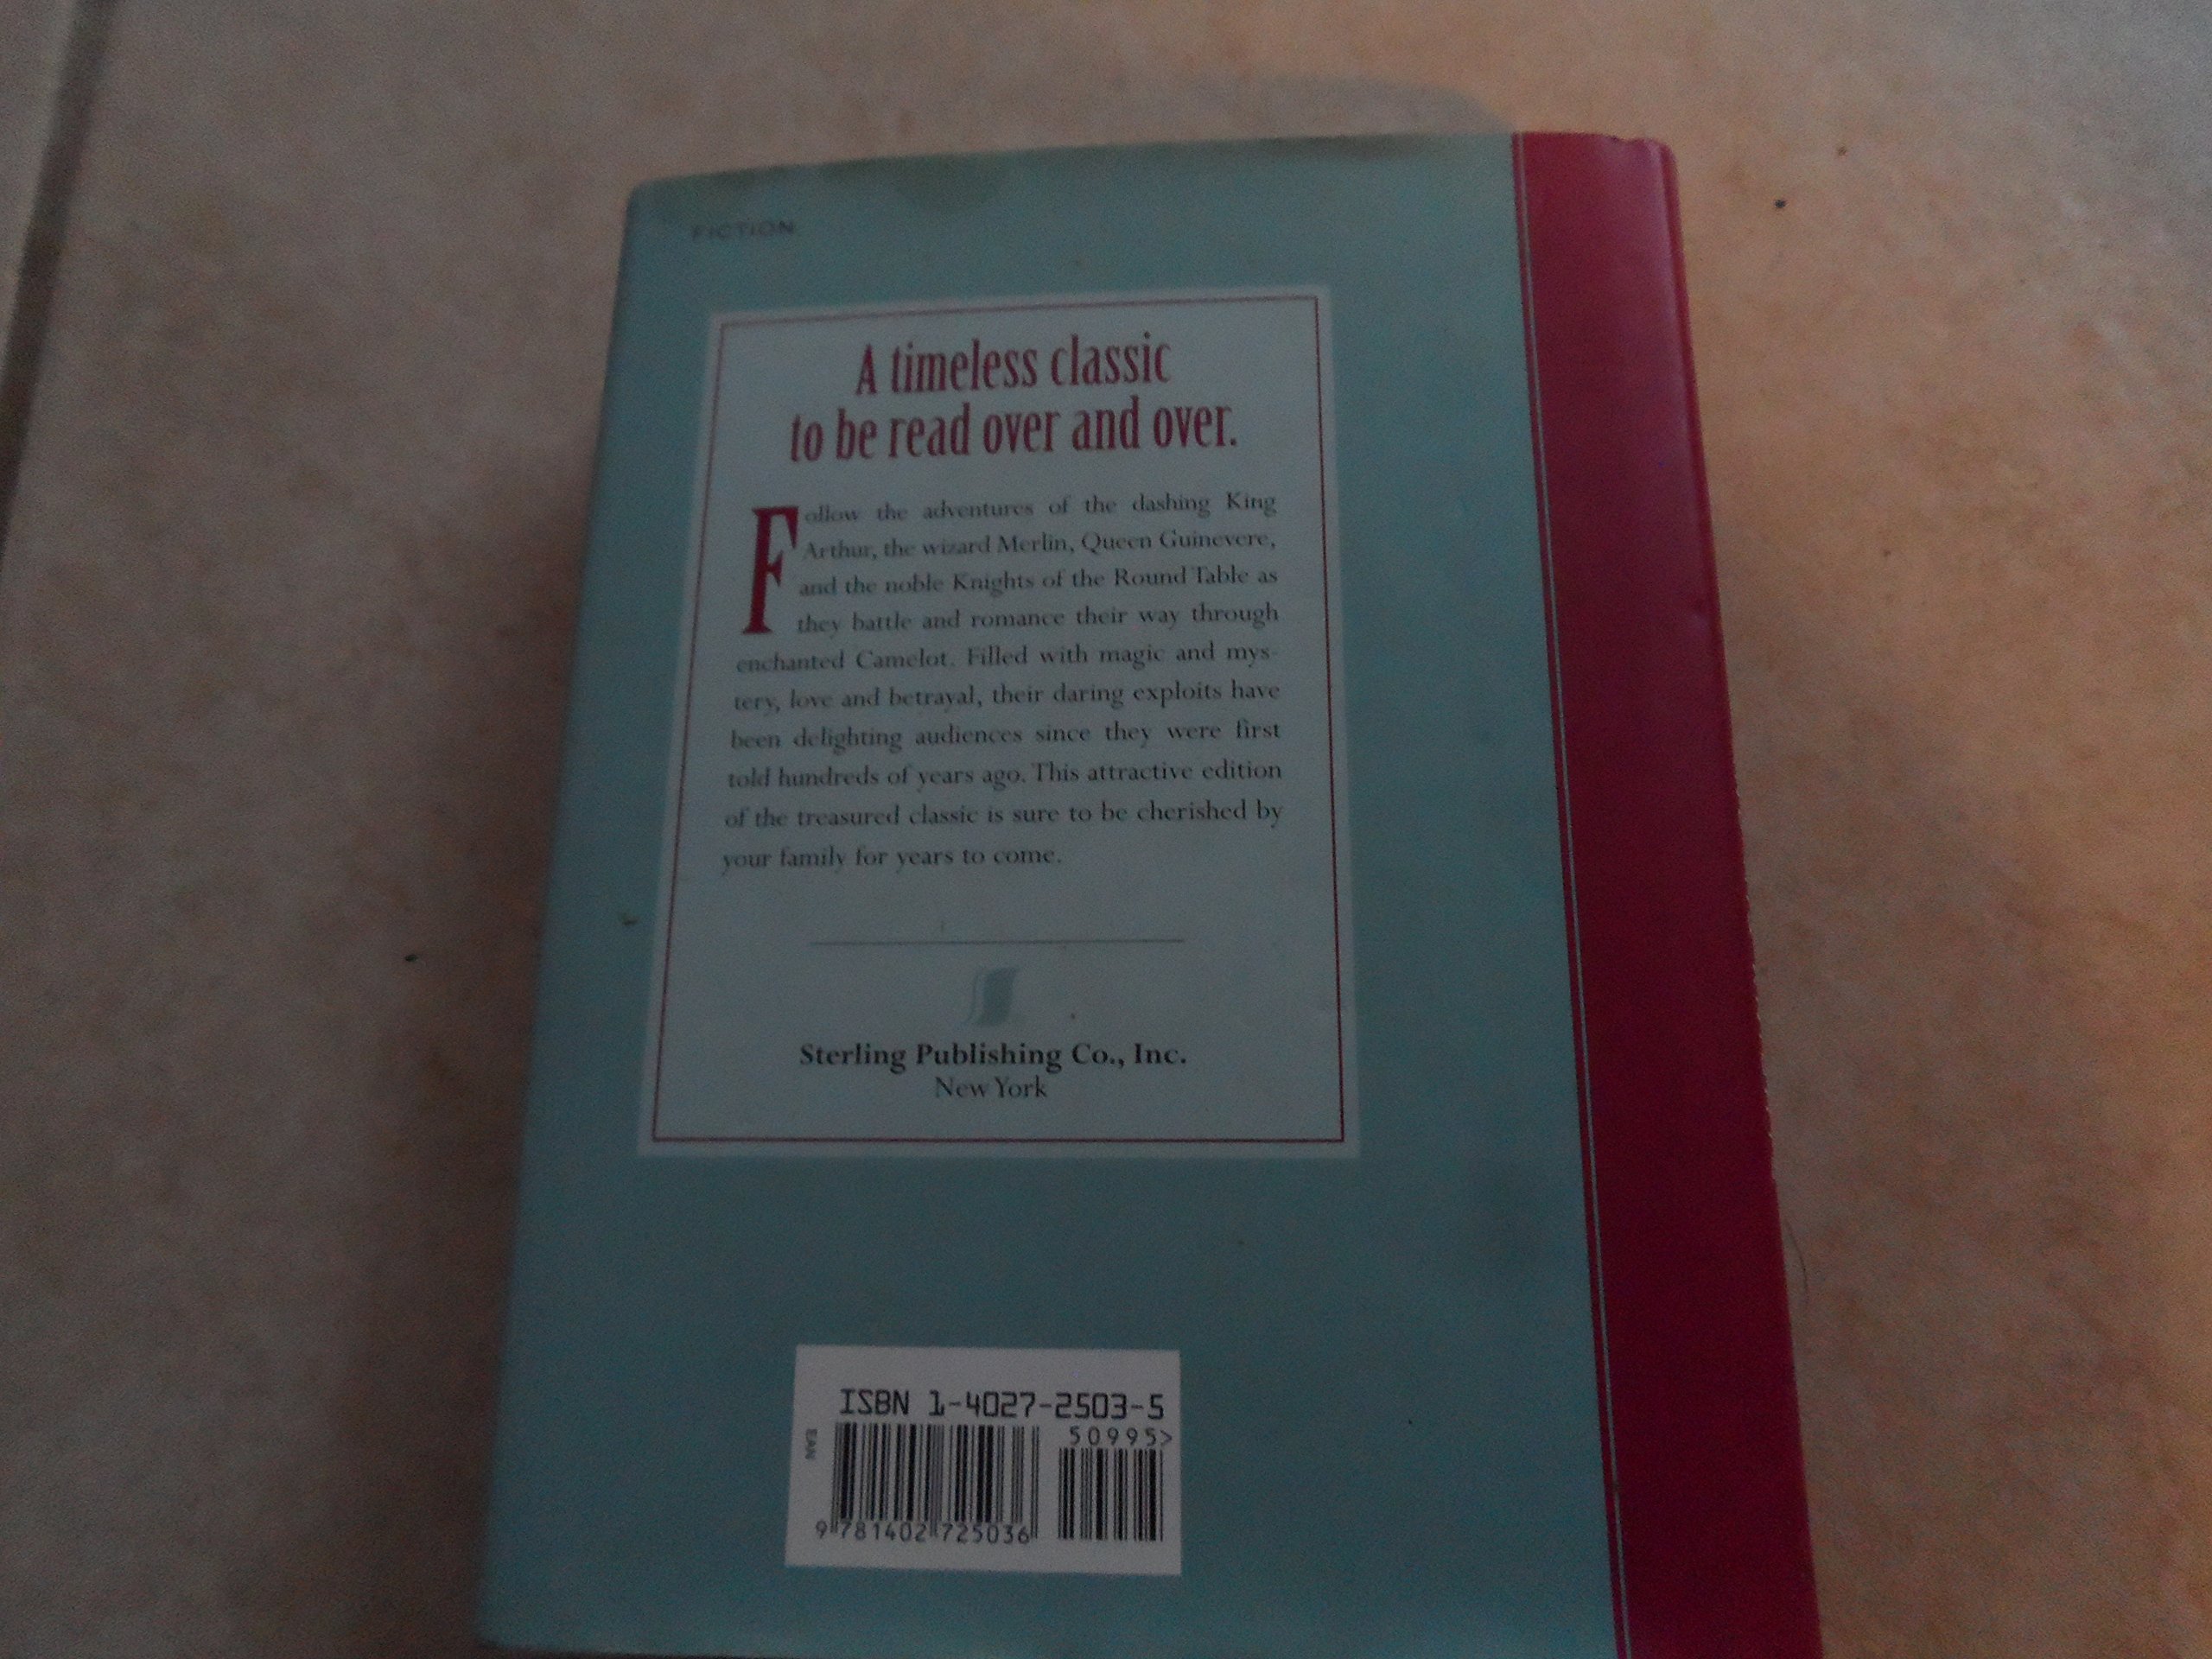 FICTION
A timeless classic
to be read over and over.
Follow the adventures of the dashing King
Arthur, the wizard Merlin, Queen Guinevere,
and the noble Knights of the Round Table as
they battle and romance their way through
enchanted Camelot. Filled with magic and mys-
tery, love and betrayal, their daring exploits have
been delighting audiences since they were first
told hundreds of years ago. This attractive edition
of the treasured classic is sure to be cherished by
your family for years to come.
Sterling Publishing Co., Inc.
New York
ISBN 1-4027-2503-5
50995>
EAN
9 781402 725036